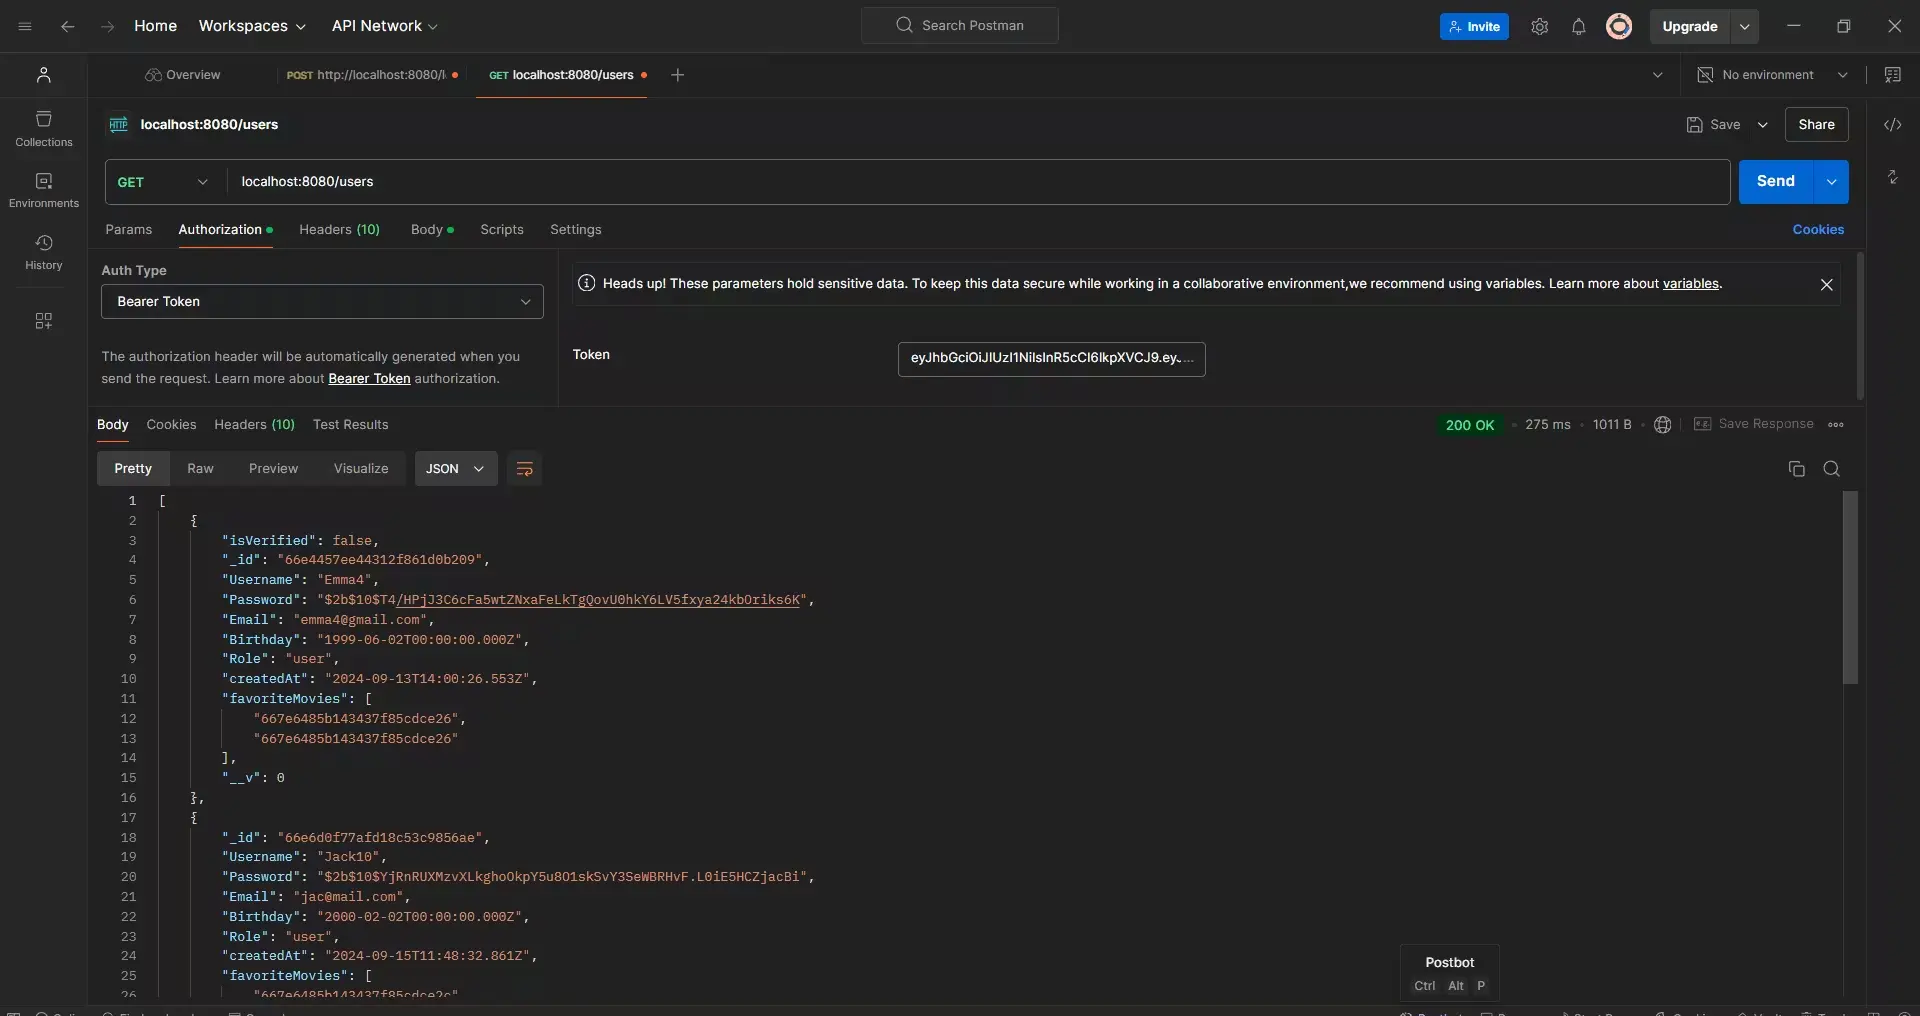 Home Workspaces API Network Search Postman Invite Upgrade
Overview POST http://localhost:8080/l GET localhost:8080/users No environment
HTTP localhost:8080/users Save Share
Collections
GET localhost:8080/users Send
Environments
Params Authorization Headers (10) Body Scripts Settings Cookies
History
Auth Type
Bearer Token
Heads up! These parameters hold sensitive data. To keep this data secure while working in a collaborative environment,we recommend using variables. Learn more about variables.
The authorization header will be automatically generated when you
send the request. Learn more about Bearer Token authorization.
Token eyJhbGciOiJIUzI1NiIsInR5cCI6IkpXVCJ9.ey...
Body Cookies Headers (10) Test Results 200 OK 275 ms 1011 B Save Response
Pretty Raw Preview Visualize JSON
1 [
2 {
3 "isVerified": false,
4 "_id": "66e4457ee44312f861d0b209",
5 "Username": "Emma4",
6 "Password": "$2b$10$T4/HPjJ3C6cFa5wtZNxaFeLkTgQovU0hkY6LV5fxya24kbOriks6K",
7 "Email": "emma4@gmail.com",
8 "Birthday": "1999-06-02T00:00:00.000Z",
9 "Role": "user",
10 "createdAt": "2024-09-13T14:00:26.553Z",
11 "favoriteMovies": [
12 "667e6485b143437f85cdce26",
13 "667e6485b143437f85cdce26"
14 ],
15 "__v": 0
16 },
17 {
18 "_id": "66e6d0f77afd18c53c9856ae",
19 "Username": "Jack10",
20 "Password": "$2b$10$YjRnRUXMzvXLkghoOkpY5u8O1skSvY3SeWBRHvF.L0iE5HCZjacBi",
21 "Email": "jac@mail.com",
22 "Birthday": "2000-02-02T00:00:00.000Z",
23 "Role": "user",
24 "createdAt": "2024-09-15T11:48:32.861Z",
25 "favoriteMovies": [
26 "667e6485b143437f85cdce2c"
Postbot
Ctrl Alt P